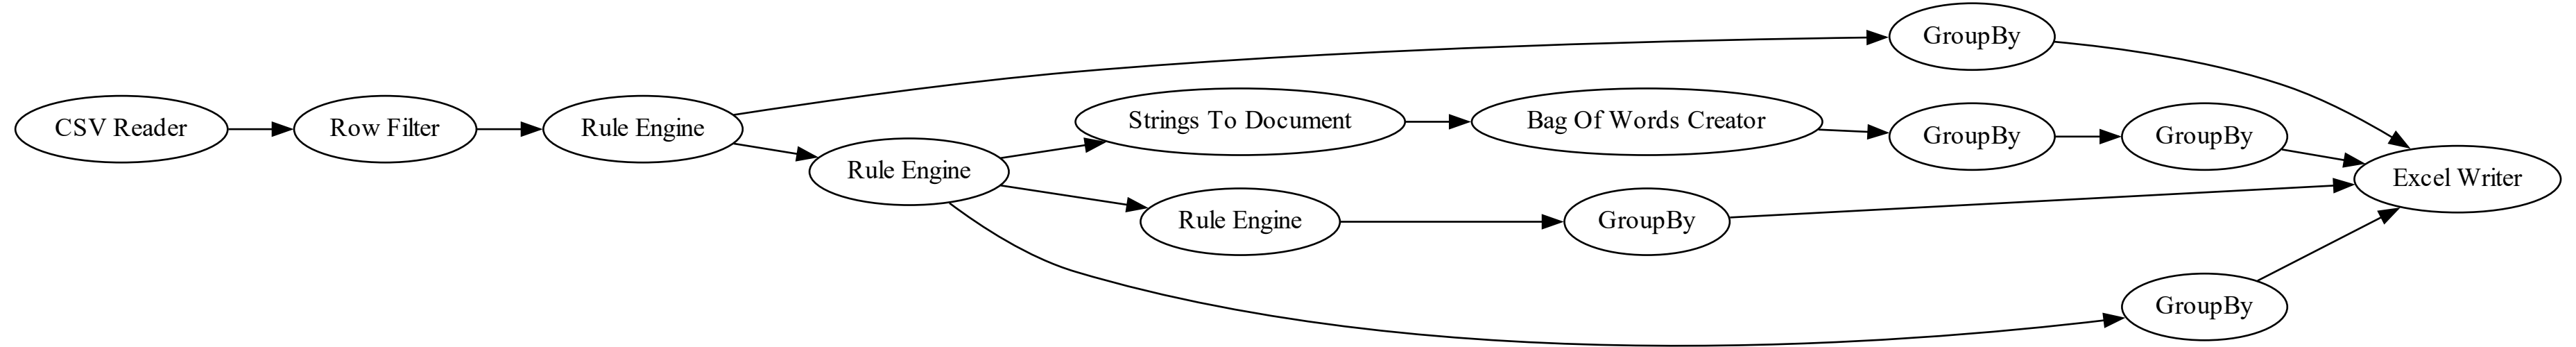 CSV Reader
Row Filter
Rule Engine
Rule Engine
Strings To Document
Bag Of Words Creator
Rule Engine
GroupBy
GroupBy
GroupBy
GroupBy
GroupBy
Excel Writer